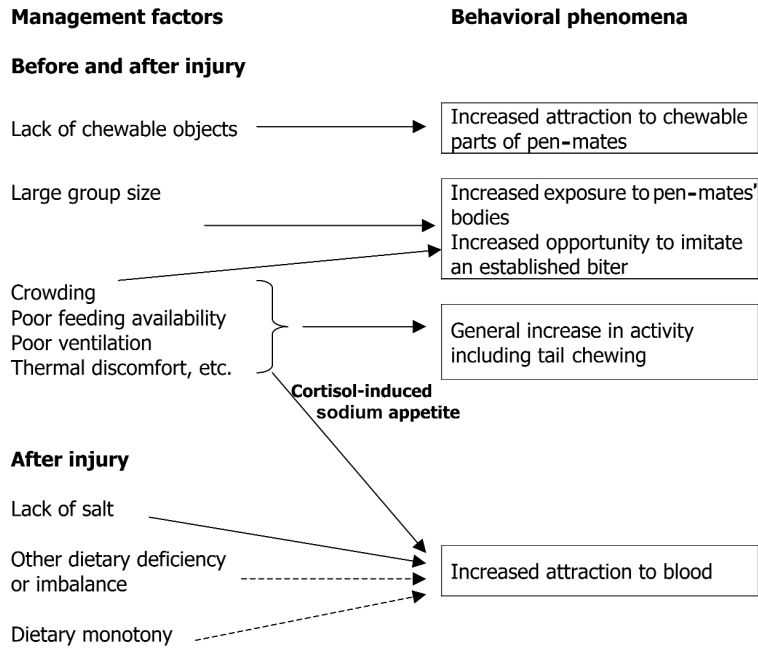 Management factors
Behavioral phenomena
Before and after injury
Lack of chewable objects
Increased attraction to chewable
parts of pen-mates
Large group size
Increased exposure to pen-mates'
bodies
Increased opportunity to imitate
an established biter
Crowding
Poor feeding availability
Poor ventilation
Thermal discomfort, etc.
General increase in activity
including tail chewing
Cortisol-induced
sodium appetite
After injury
Lack of salt
Other dietary deficiency
or imbalance
Increased attraction to blood
Dietary monotony